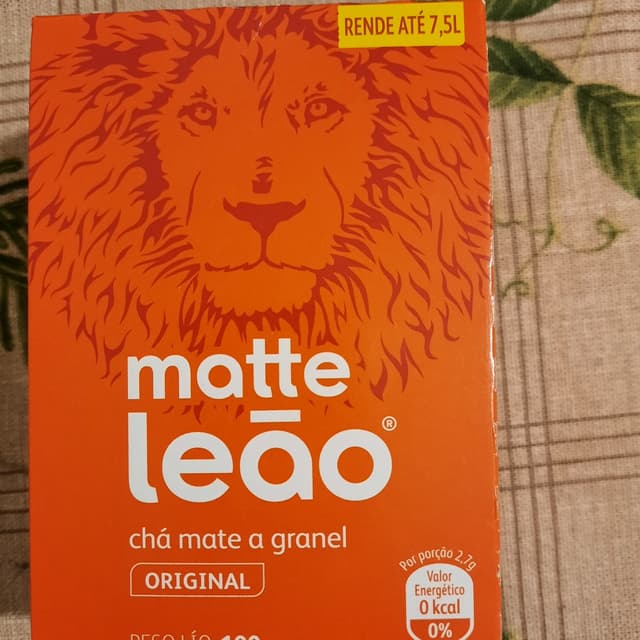 RENDE ATÉ 7,5L
matte
leão®
chá mate a granel
ORIGINAL
Por porção 2,7g
Valor
Energético
0 kcal
0%